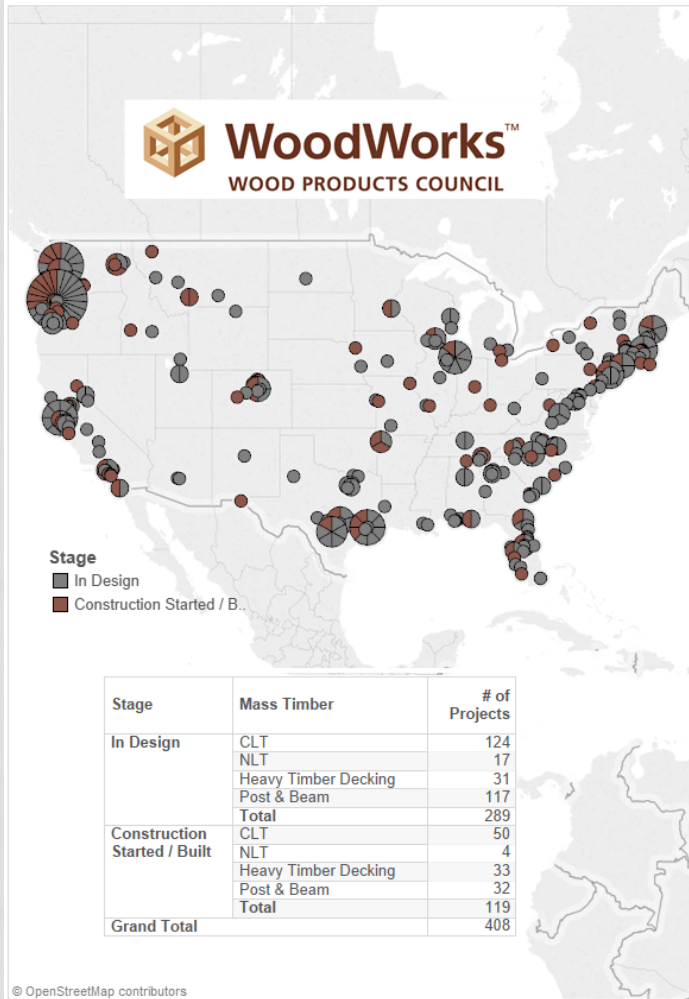 WoodWorks™
WOOD PRODUCTS COUNCIL
Stage
In Design
Construction Started / B..
Stage Mass Timber # of Projects
In Design CLT 124
NLT 17
Heavy Timber Decking 31
Post & Beam 117
Total 289
Construction Started / Built CLT 50
NLT 4
Heavy Timber Decking 33
Post & Beam 32
Total 119
Grand Total 408
© OpenStreetMap contributors